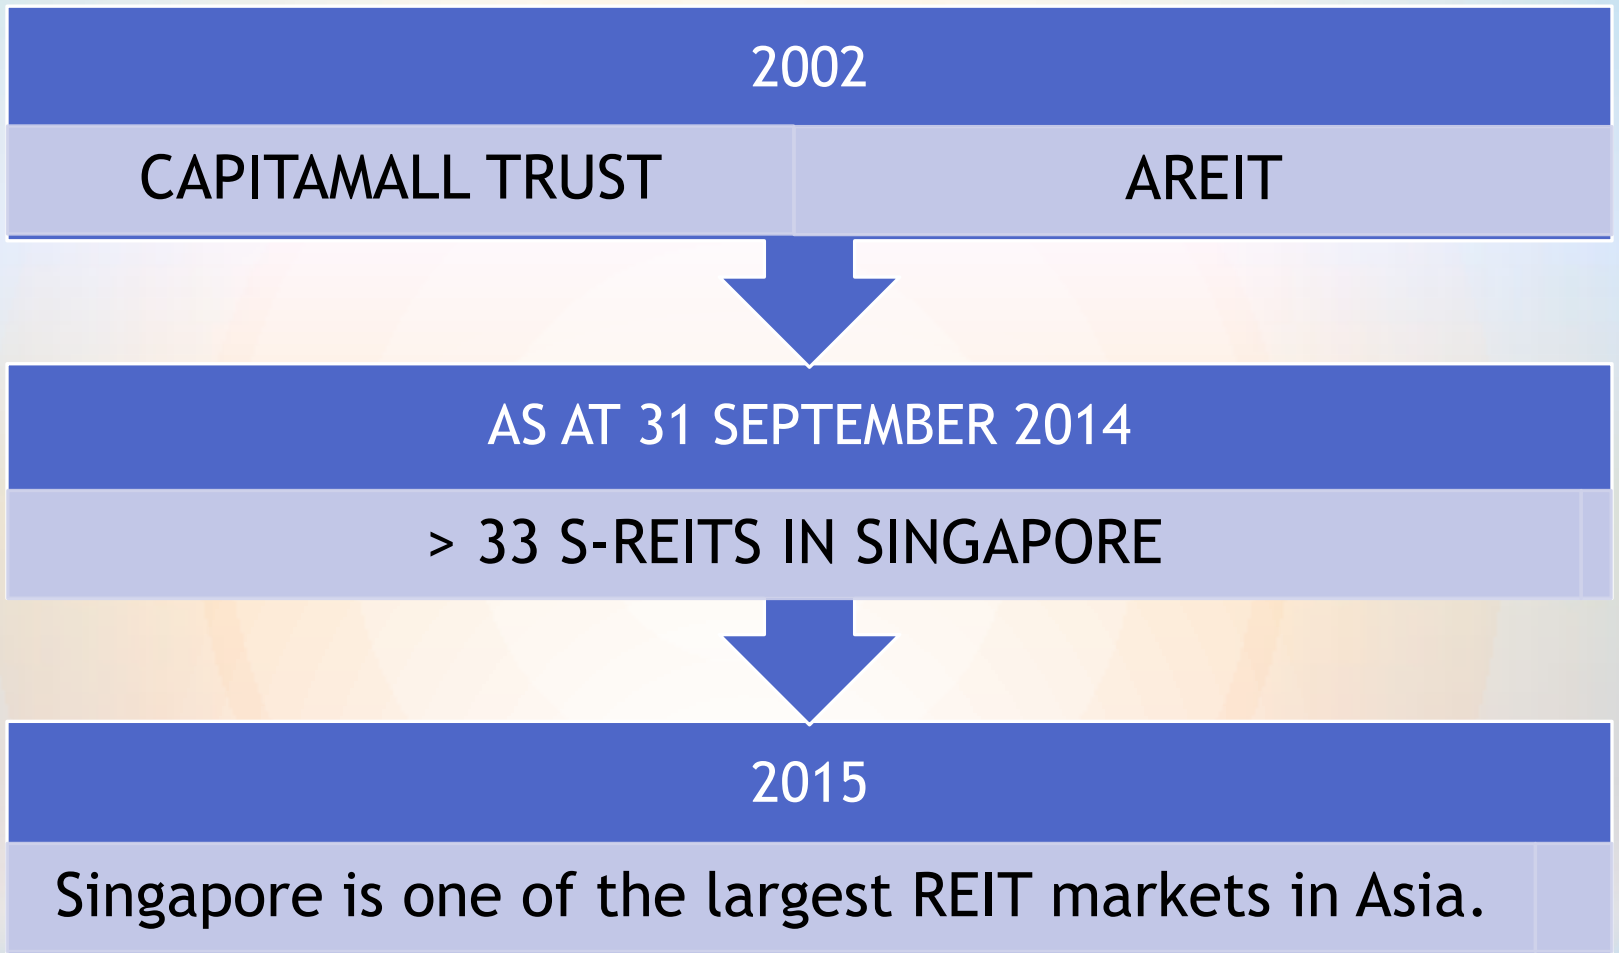 2002
CAPITAMALL TRUST
AREIT
AS AT 31 SEPTEMBER 2014
> 33 S-REITS IN SINGAPORE
2015
Singapore is one of the largest REIT markets in Asia.